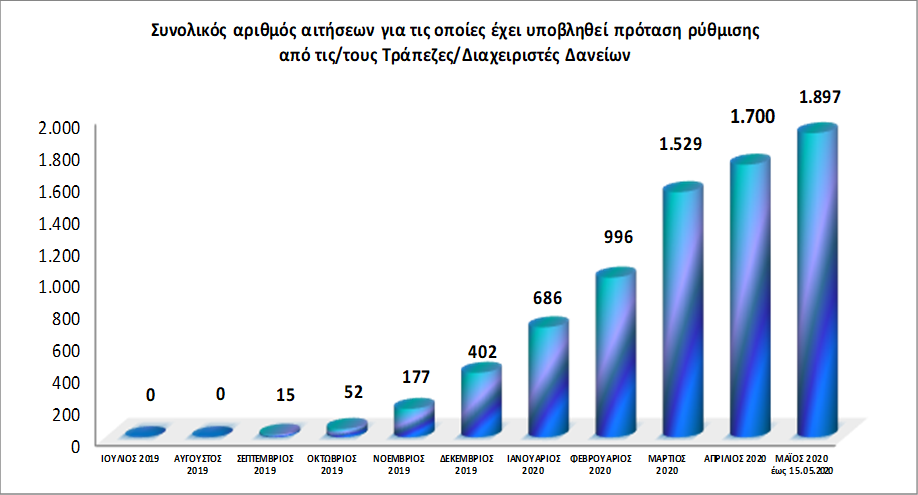 Συνολικός αριθμός αιτήσεων για τις οποίες έχει υποβληθεί πρόταση ρύθμισης
από τις/τους Τράπεζες/Διαχειριστές Δανείων
2.000
1.800
1.600
1.400
1.200
1.000
800
600
400
200
0
0
0
15
52
177
402
686
996
1.529
1.700
1.897
ΙΟΥΛΙΟΣ 2019
ΑΥΓΟΥΣΤΟΣ
2019
ΣΕΠΤΕΜΒΡΙΟΣ
2019
ΟΚΤΩΒΡΙΟΣ
2019
ΝΟΕΜΒΡΙΟΣ
2019
ΔΕΚΕΜΒΡΙΟΣ
2019
ΙΑΝΟΥΑΡΙΟΣ
2020
ΦΕΒΡΟΥΑΡΙΟΣ
2020
ΜΑΡΤΙΟΣ
2020
ΑΠΡΙΛΙΟΣ 2020
ΜΑΪΟΣ 2020
έως 15.05.2020